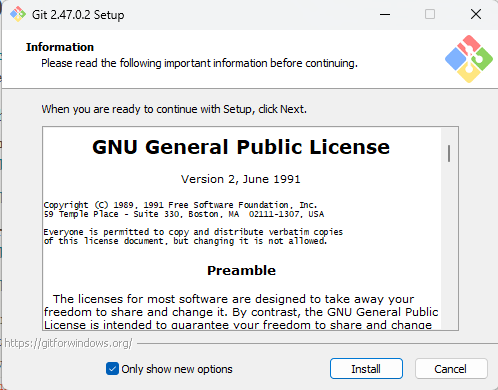 Git 2.47.0.2 Setup
Information
Please read the following important information before continuing.
When you are ready to continue with Setup, click Next.
GNU General Public License
Version 2, June 1991
Copyright (C) 1989, 1991 Free Software Foundation, Inc.
59 Temple Place - Suite 330, Boston, MA  02111-1307, USA
Everyone is permitted to copy and distribute verbatim copies
of this license document, but changing it is not allowed.
Preamble
The licenses for most software are designed to take away your
freedom to share and change it. By contrast, the GNU General Public
License is intended to guarantee your freedom to share and change
https://gitforwindows.org/
Only show new options
Install
Cancel